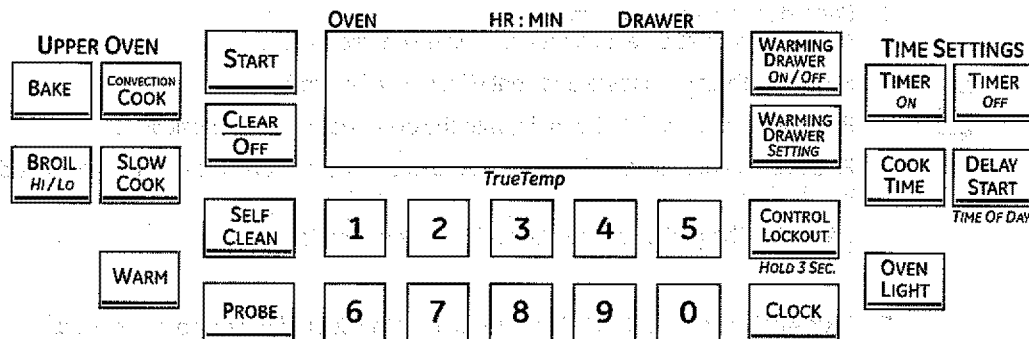 OVEN HR : MIN DRAWER
UPPER OVEN
BAKE
CONVECTION
COOK
BROIL
HI / LO
SLOW
COOK
WARM
START
CLEAR
OFF
SELF
CLEAN
PROBE
TrueTemp
1 2 3 4 5
6 7 8 9 0
WARMING
DRAWER
ON / OFF
WARMING
DRAWER
SETTING
CONTROL
LOCKOUT
HOLD 3 SEC.
CLOCK
TIME SETTINGS
TIMER
ON
TIMER
OFF
COOK
TIME
DELAY
START
TIME OF DAY
OVEN
LIGHT